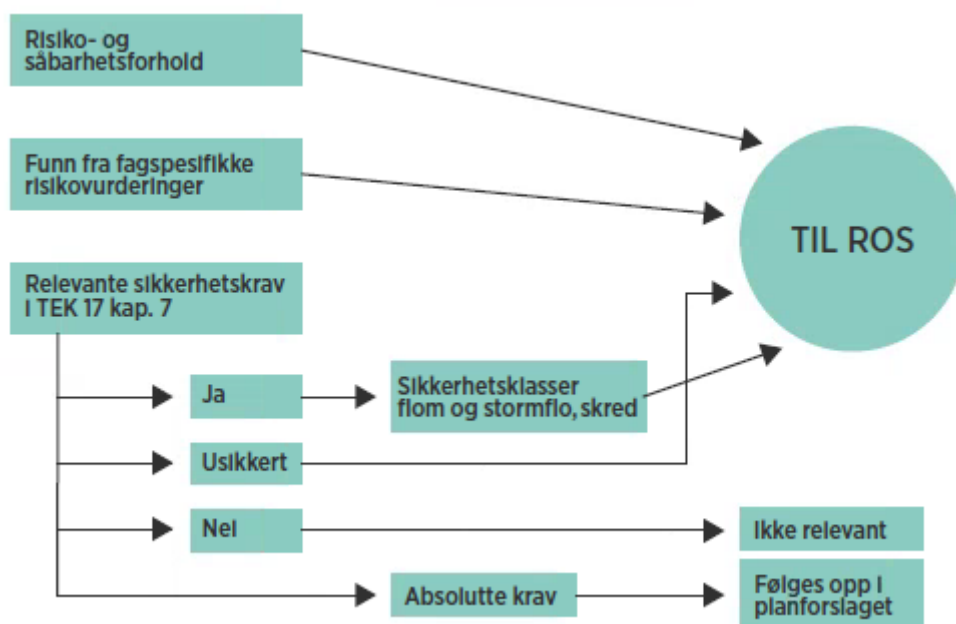 Risiko- og
såbarhetsforhold
Funn fra fagspesifikke
risikovurderinger
TIL ROS
Relevante sikkerhetskrav
i TEK 17 kap. 7
Ja
Sikkerhetsklasser
flom og stormflo, skred
Usikkert
Nei
Ikke relevant
Absolutte krav
Følges opp i
planforslaget